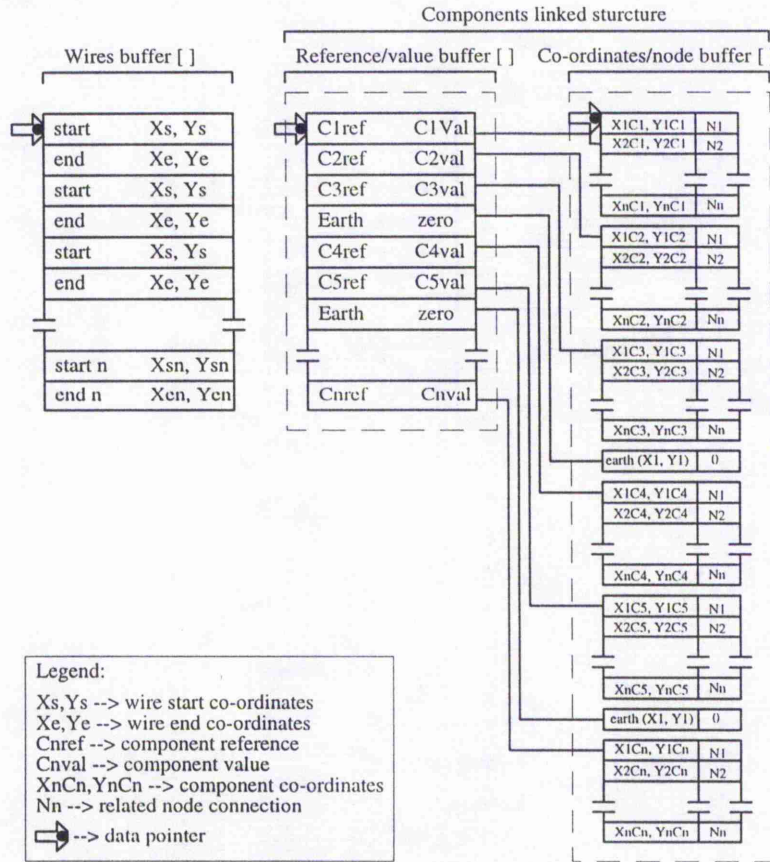 Components linked sturcture
Wires buffer [ ]
Reference/value buffer [ ]
Co-ordinates/node buffer [
start Xs, Ys
end Xe, Ye
start Xs, Ys
end Xe, Ye
start Xs, Ys
end Xe, Ye
start n Xsn, Ysn
end n Xen, Yen
C1ref C1Val
C2ref C2val
C3ref C3val
Earth zero
C4ref C4val
C5ref C5val
Earth zero
Cnref Cnval
X1C1, Y1C1 N1
X2C1, Y2C1 N2
XnC1, YnC1 Nn
X1C2, Y1C2 N1
X2C2, Y2C2 N2
XnC2, YnC2 Nn
X1C3, Y1C3 N1
X2C3, Y2C3 N2
XnC3, YnC3 Nn
earth (X1, Y1) 0
X1C4, Y1C4 N1
X2C4, Y2C4 N2
XnC4, YnC4 Nn
X1C5, Y1C5 N1
X2C5, Y2C5 N2
XnC5, YnC5 Nn
earth (X1, Y1) 0
X1Cn, Y1Cn N1
X2Cn, Y2Cn N2
XnCn, YnCn Nn
Legend:
Xs,Ys --> wire start co-ordinates
Xe,Ye --> wire end co-ordinates
Cnref --> component reference
Cnval --> component value
XnCn,YnCn --> component co-ordinates
Nn --> related node connection
--> data pointer